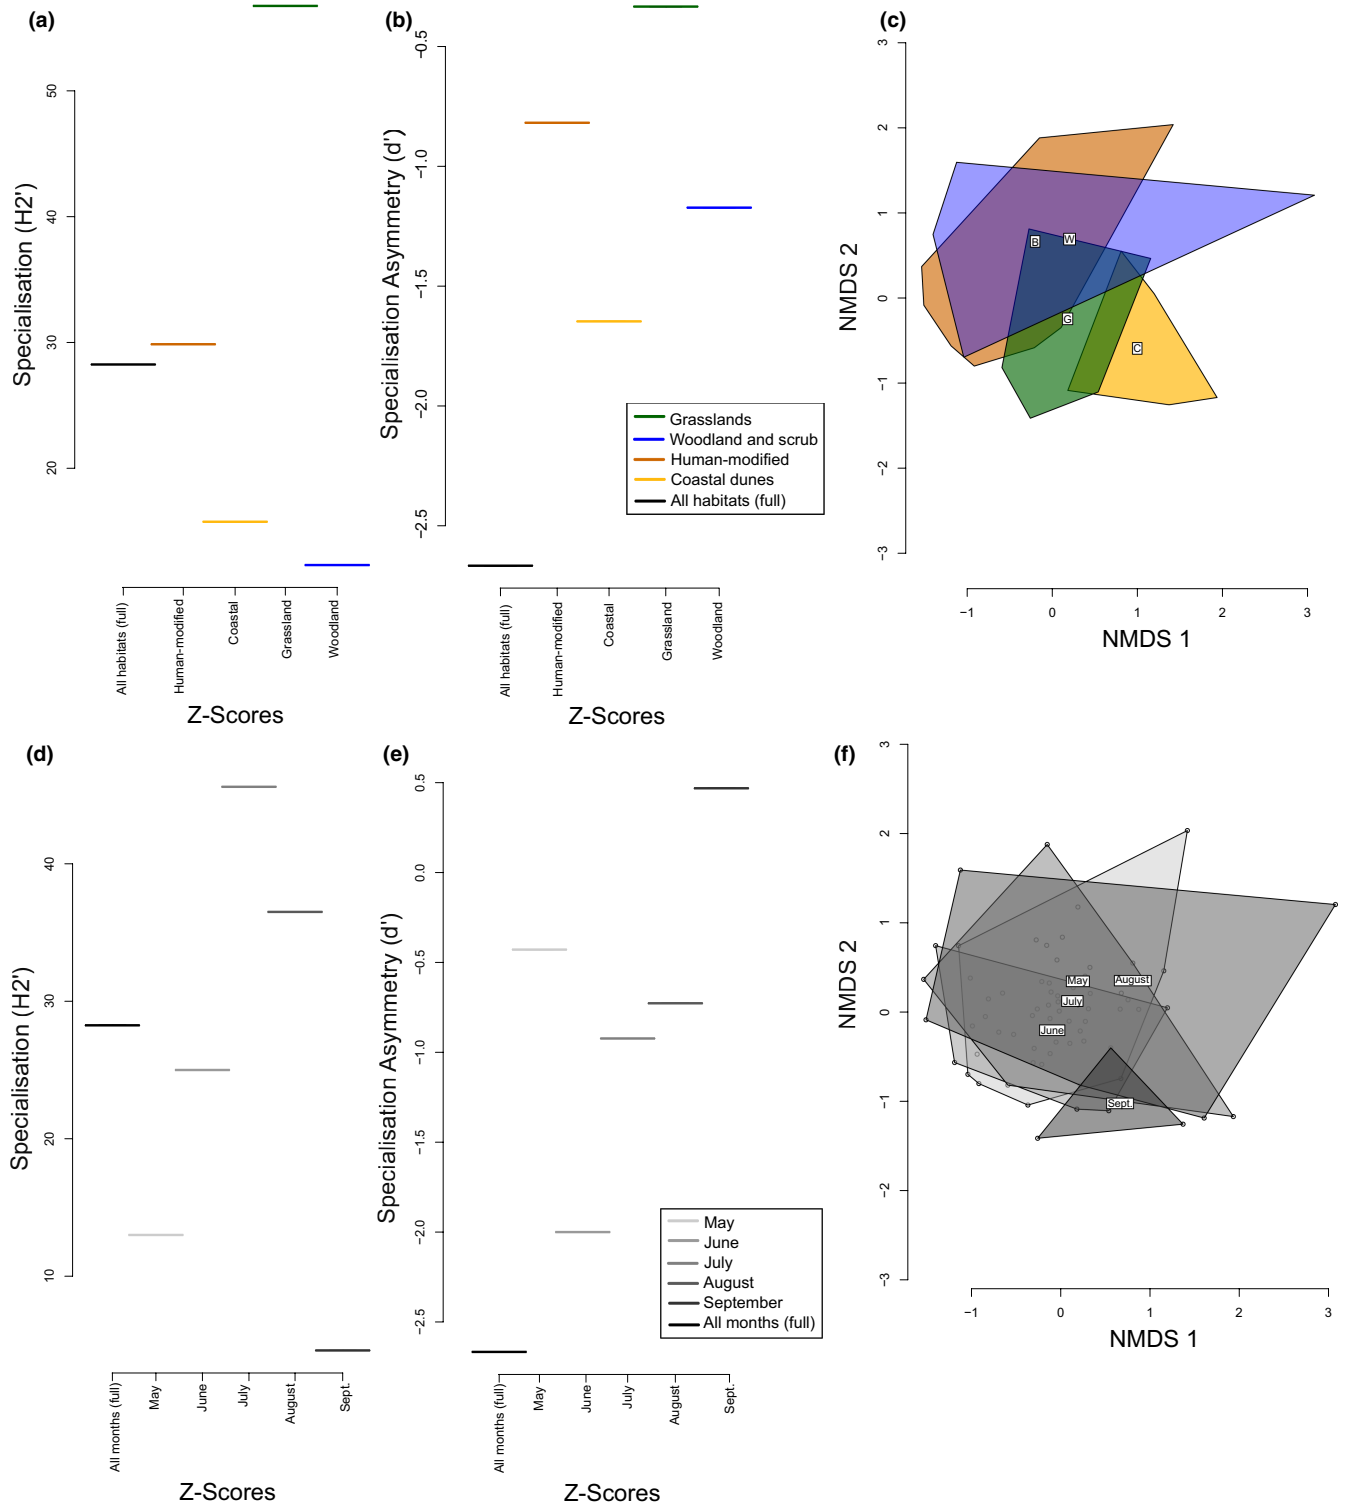 (a)
Specialisation (H2')
50
40
30
20
All habitats (full)
Human-modified
Coastal
Grassland
Woodland
Z-Scores
(b)
Specialisation Asymmetry (d')
−0.5
−1.0
−1.5
−2.0
−2.5
Grasslands
Woodland and scrub
Human-modified
Coastal dunes
All habitats (full)
All habitats (full)
Human-modified
Coastal
Grassland
Woodland
Z-Scores
(c)
NMDS 2
3
2
1
0
−1
−2
−3
B
W
G
C
−1
0
1
2
3
NMDS 1
(d)
Specialisation (H2')
40
30
20
10
All months (full)
May
June
July
August
Sept.
Z-Scores
(e)
Specialisation Asymmetry (d')
0.5
0.0
−0.5
−1.0
−1.5
−2.0
−2.5
May
June
July
August
September
All months (full)
All months (full)
May
June
July
August
Sept.
Z-Scores
(f)
NMDS 2
3
2
1
0
−1
−2
−3
May
August
July
June
Sept.
−1
0
1
2
3
NMDS 1